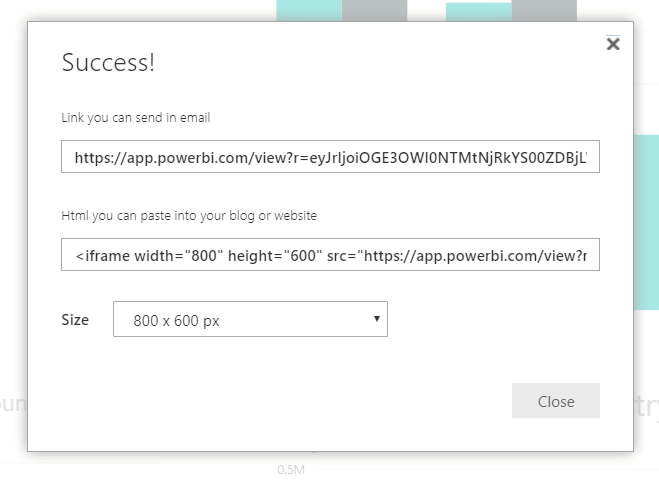 Success!
Link you can send in email
https://app.powerbi.com/view?r=eyJrIjoiOGE3OWI0NTMtNjRkYS00ZDBjL
Html you can paste into your blog or website
<iframe width="800" height="600" src="https://app.powerbi.com/view?r
Size
800 x 600 px
Close
0.5M